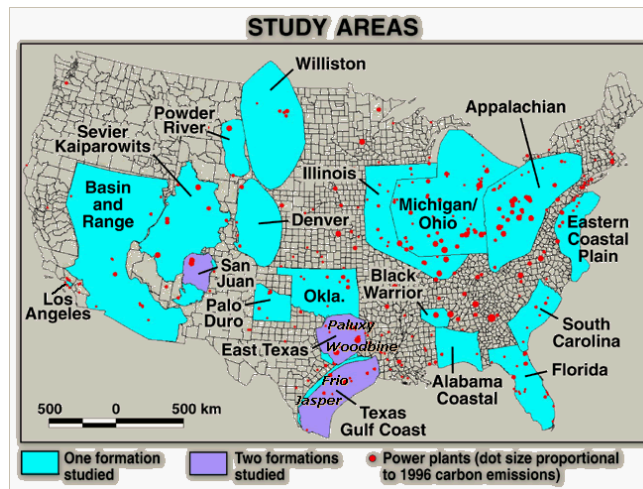 STUDY AREAS
Williston
Powder
River
Appalachian
Sevier
Kaiparowits
Illinois
Basin
and
Range
Michigan/
Ohio
Denver
Eastern
Coastal
Plain
San
Juan
Los
Angeles
Palo
Duro
Okla.
Black
Warrior
Paluxy
East Texas
Woodbine
South
Carolina
Florida
Alabama
Coastal
Frio
Jasper
Texas
Gulf Coast
500 0 500 km
One formation
studied
Two formations
studied
Power plants (dot size proportional
to 1996 carbon emissions)